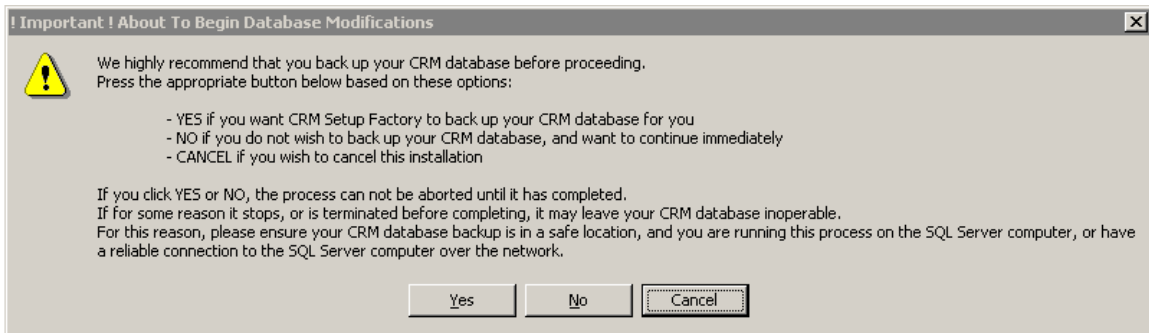 ! Important ! About To Begin Database Modifications
We highly recommend that you back up your CRM database before proceeding.
Press the appropriate button below based on these options:
- YES if you want CRM Setup Factory to back up your CRM database for you
- NO if you do not wish to back up your CRM database, and want to continue immediately
- CANCEL if you wish to cancel this installation
If you click YES or NO, the process can not be aborted until it has completed.
If for some reason it stops, or is terminated before completing, it may leave your CRM database inoperable.
For this reason, please ensure your CRM database backup is in a safe location, and you are running this process on the SQL Server computer, or have
a reliable connection to the SQL Server computer over the network.
Yes No Cancel